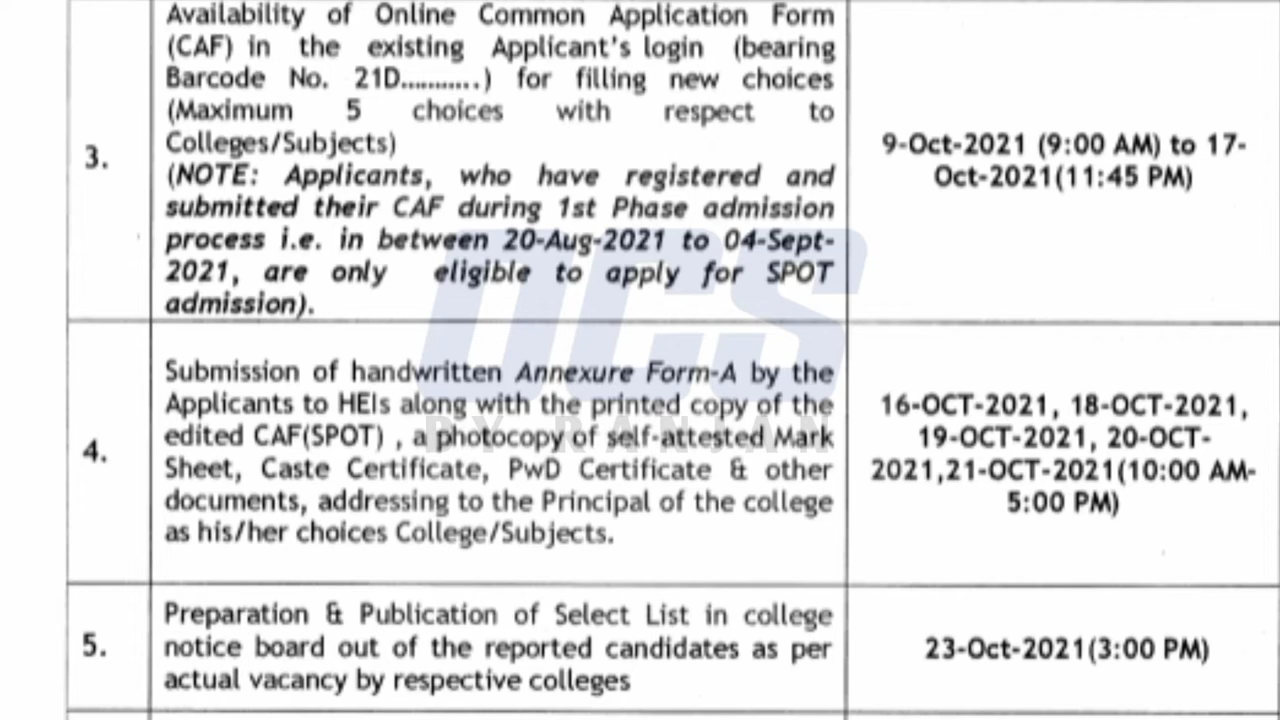 Availability of Online Common Application Form
(CAF) in the existing Applicant's login (bearing
Barcode No. 21D...........) for filling new choices
(Maximum 5 choices with respect to
Colleges/Subjects)
3.
(NOTE: Applicants, who have registered and
submitted their CAF during 1st Phase admission
process i.e. in between 20-Aug-2021 to 04-Sept-
2021, are only eligible to apply for SPOT
admission).
9-Oct-2021 (9:00 AM) to 17-
Oct-2021(11:45 PM)
OCS
BY RANJAN
4.
Submission of handwritten Annexure Form-A by the
Applicants to HEIs along with the printed copy of the
edited CAF(SPOT) , a photocopy of self-attested Mark
Sheet, Caste Certificate, PwD Certificate & other
documents, addressing to the Principal of the college
as his/her choices College/Subjects.
16-OCT-2021, 18-OCT-2021,
19-OCT-2021, 20-OCT-
2021,21-OCT-2021(10:00 AM-
5:00 PM)
5.
Preparation & Publication of Select List in college
notice board out of the reported candidates as per
actual vacancy by respective colleges
23-Oct-2021(3:00 PM)